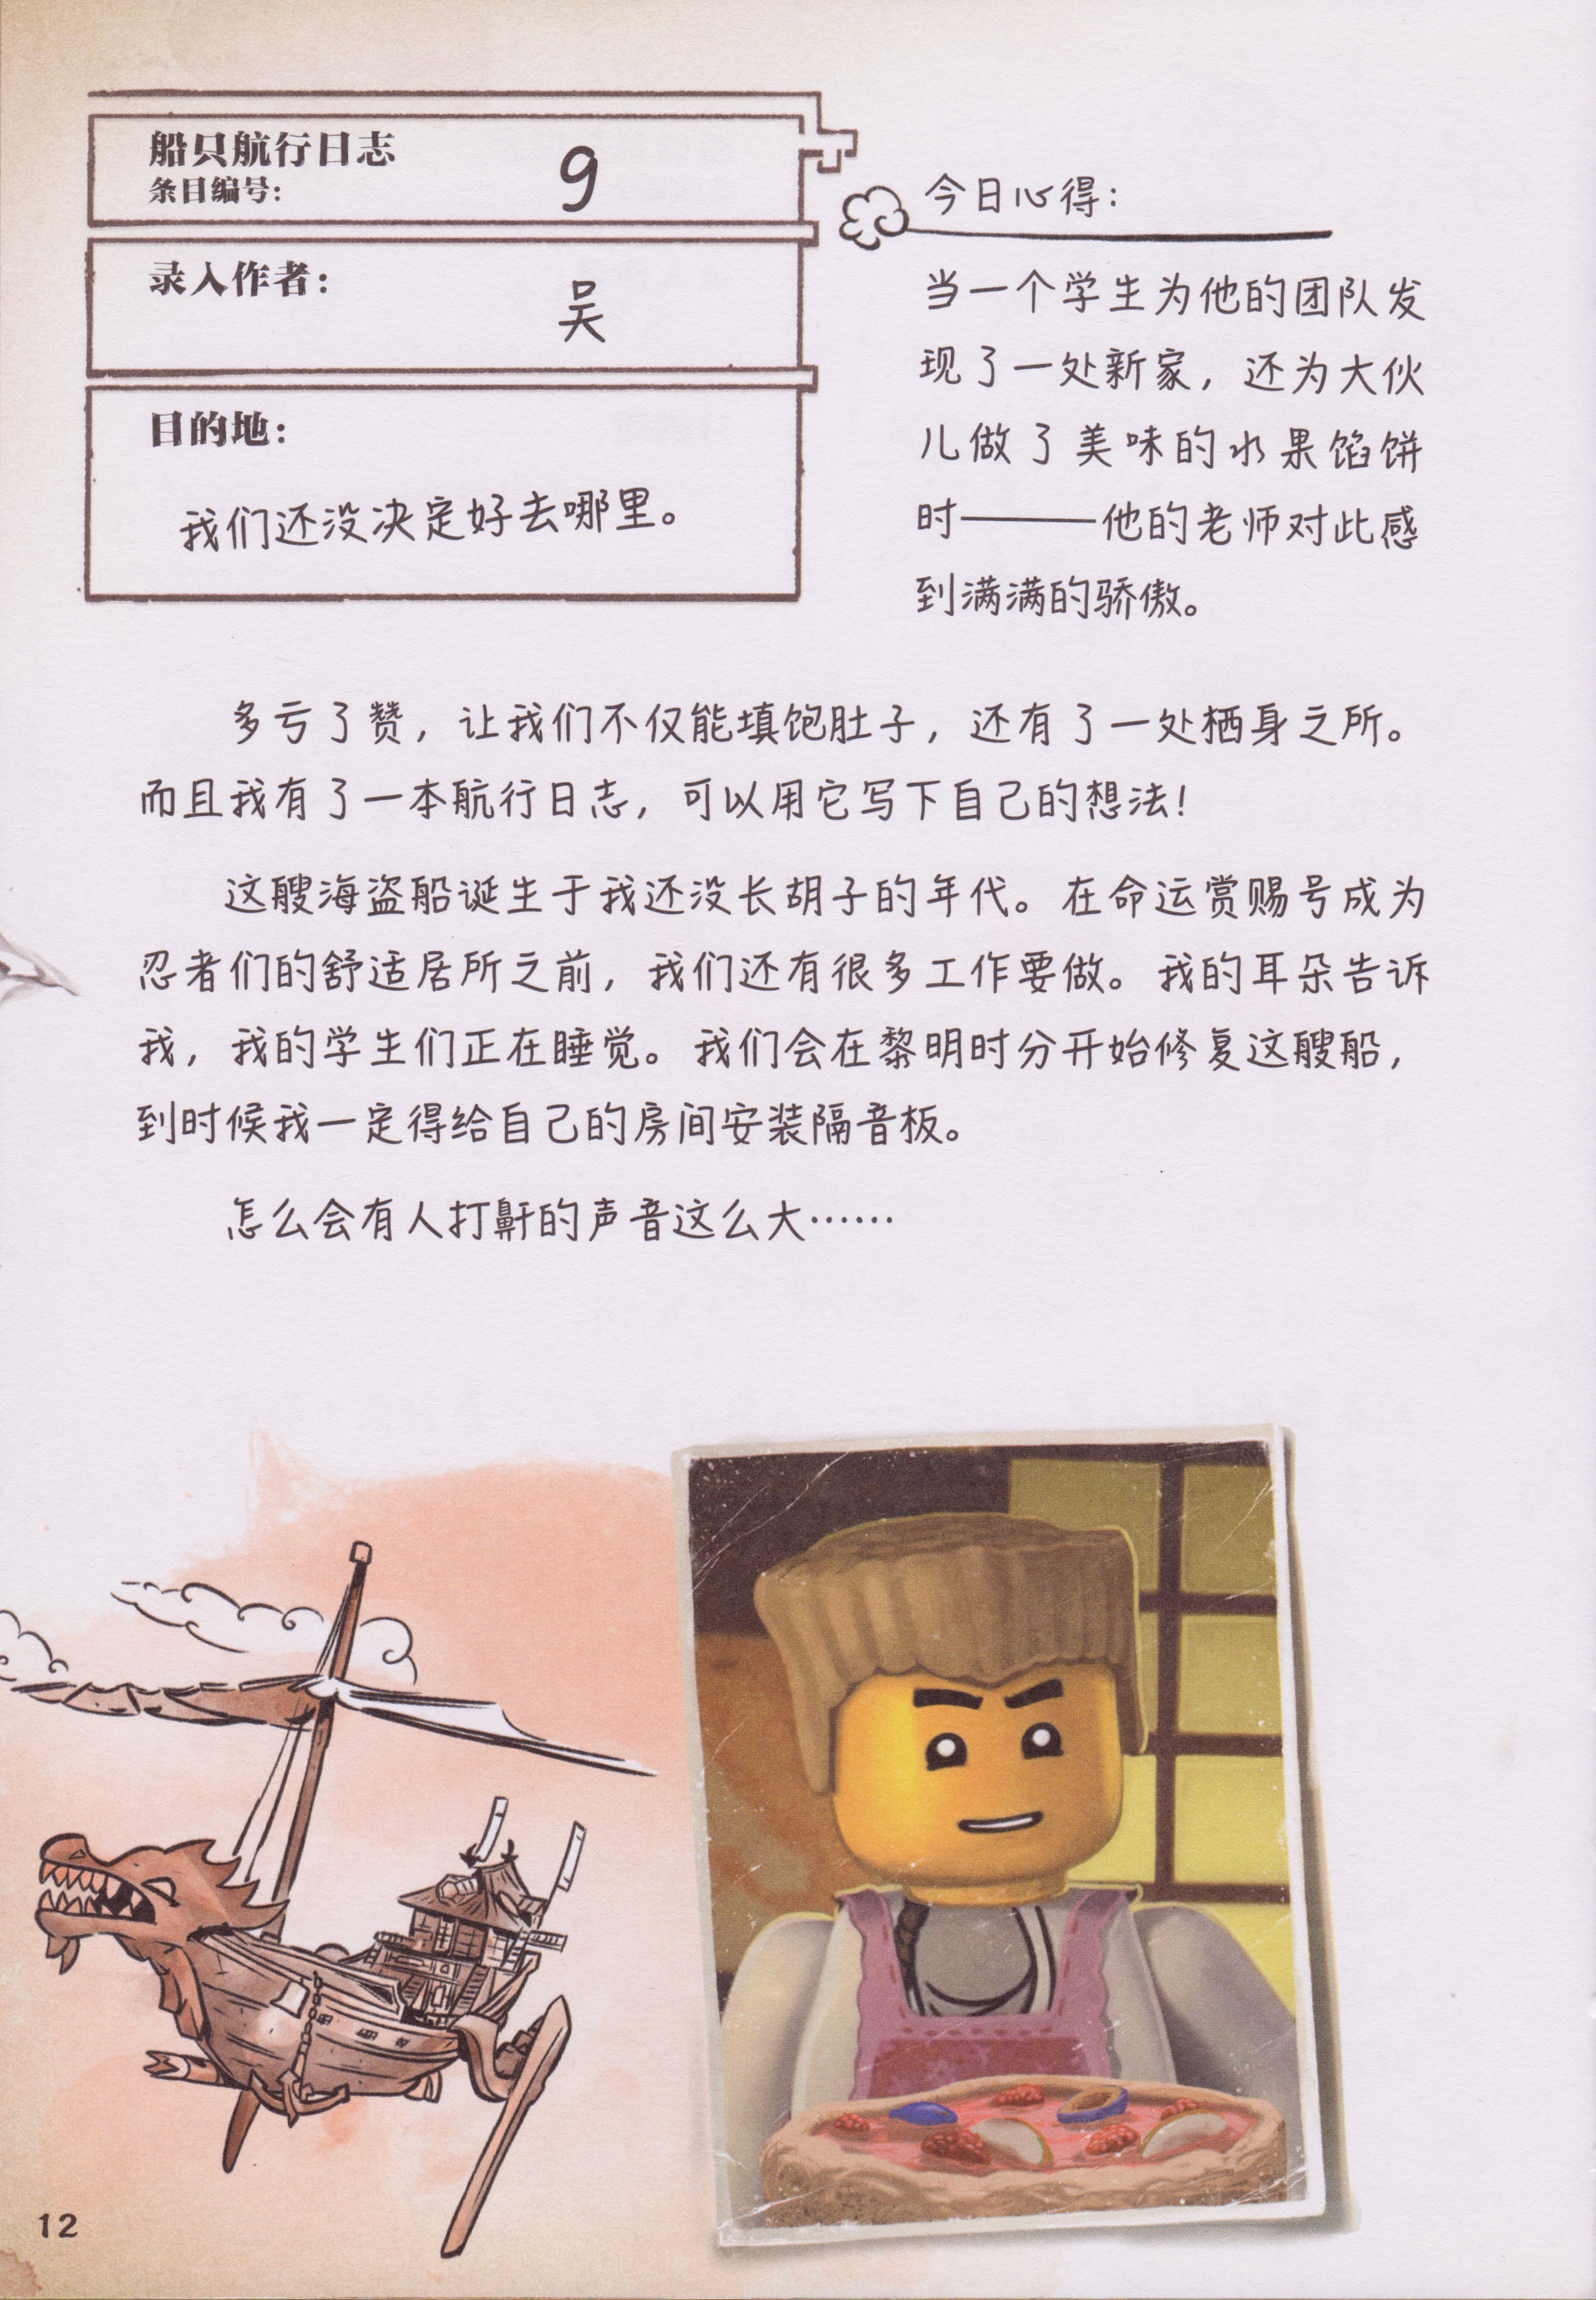 船只航行日志
条目编号： 9
录入作者：
吴
目的地：
我们还没决定好去哪里。
今日心得：
当一个学生为他的团队发
现了一处新家，还为大伙
儿做了美味的水果馅饼
时———他的老师对此感
到满满的骄傲。
多亏了赞，让我们不仅能填饱肚子，还有了一处栖身之所。
而且我有了一本航行日志，可以用它写下自己的想法！
这艘海盗船诞生于我还没长胡子的年代。在命运赏赐号成为
忍者们的舒适居所之前，我们还有很多工作要做。我的耳朵告诉
我，我的学生们正在睡觉。我们会在黎明时分开始修复这艘船，
到时候我一定得给自己的房间安装隔音板。
怎么会有人打鼾的声音这么大……
12